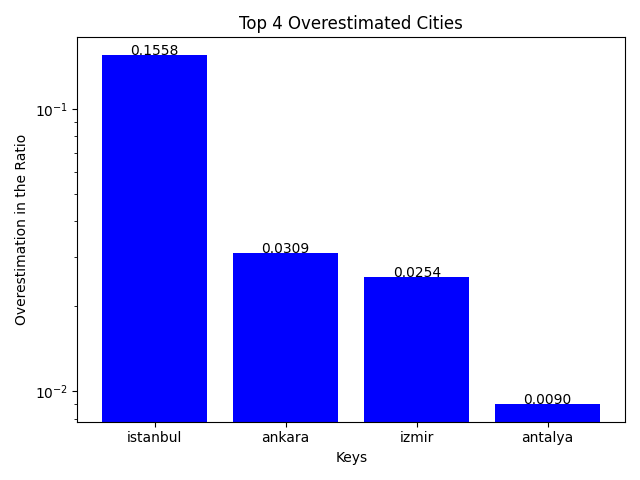 Top 4 Overestimated Cities
Overestimation in the Ratio
10⁻¹
10⁻²
0.1558
0.0309
0.0254
0.0090
istanbul
ankara
izmir
antalya
Keys